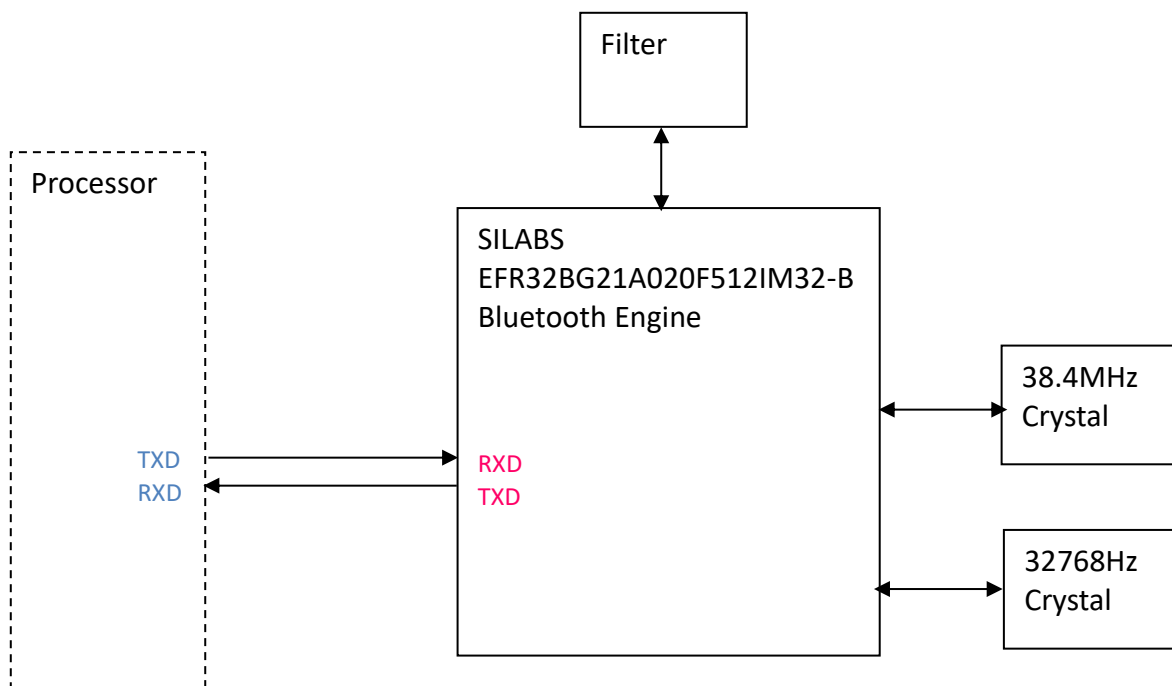 Filter
Processor
SILABS
EFR32BG21A020F512IM32-B
Bluetooth Engine
38.4MHz
Crystal
TXD
RXD
RXD
TXD
32768Hz
Crystal